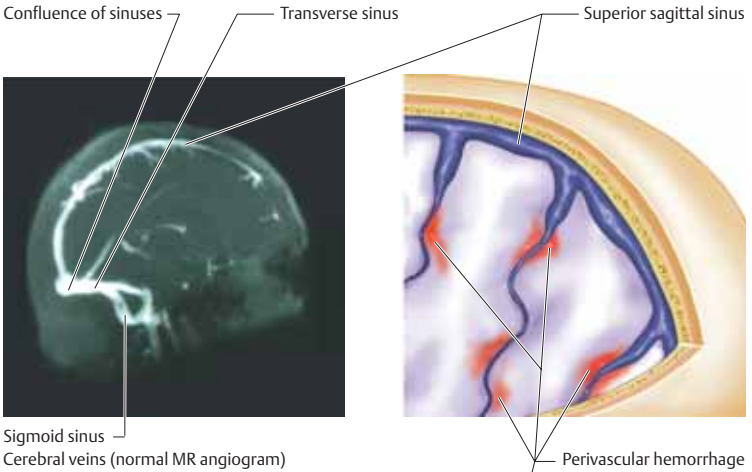 Confluence of sinuses
Transverse sinus
Superior sagittal sinus
Sigmoid sinus
Cerebral veins (normal MR angiogram)
Perivascular hemorrhage